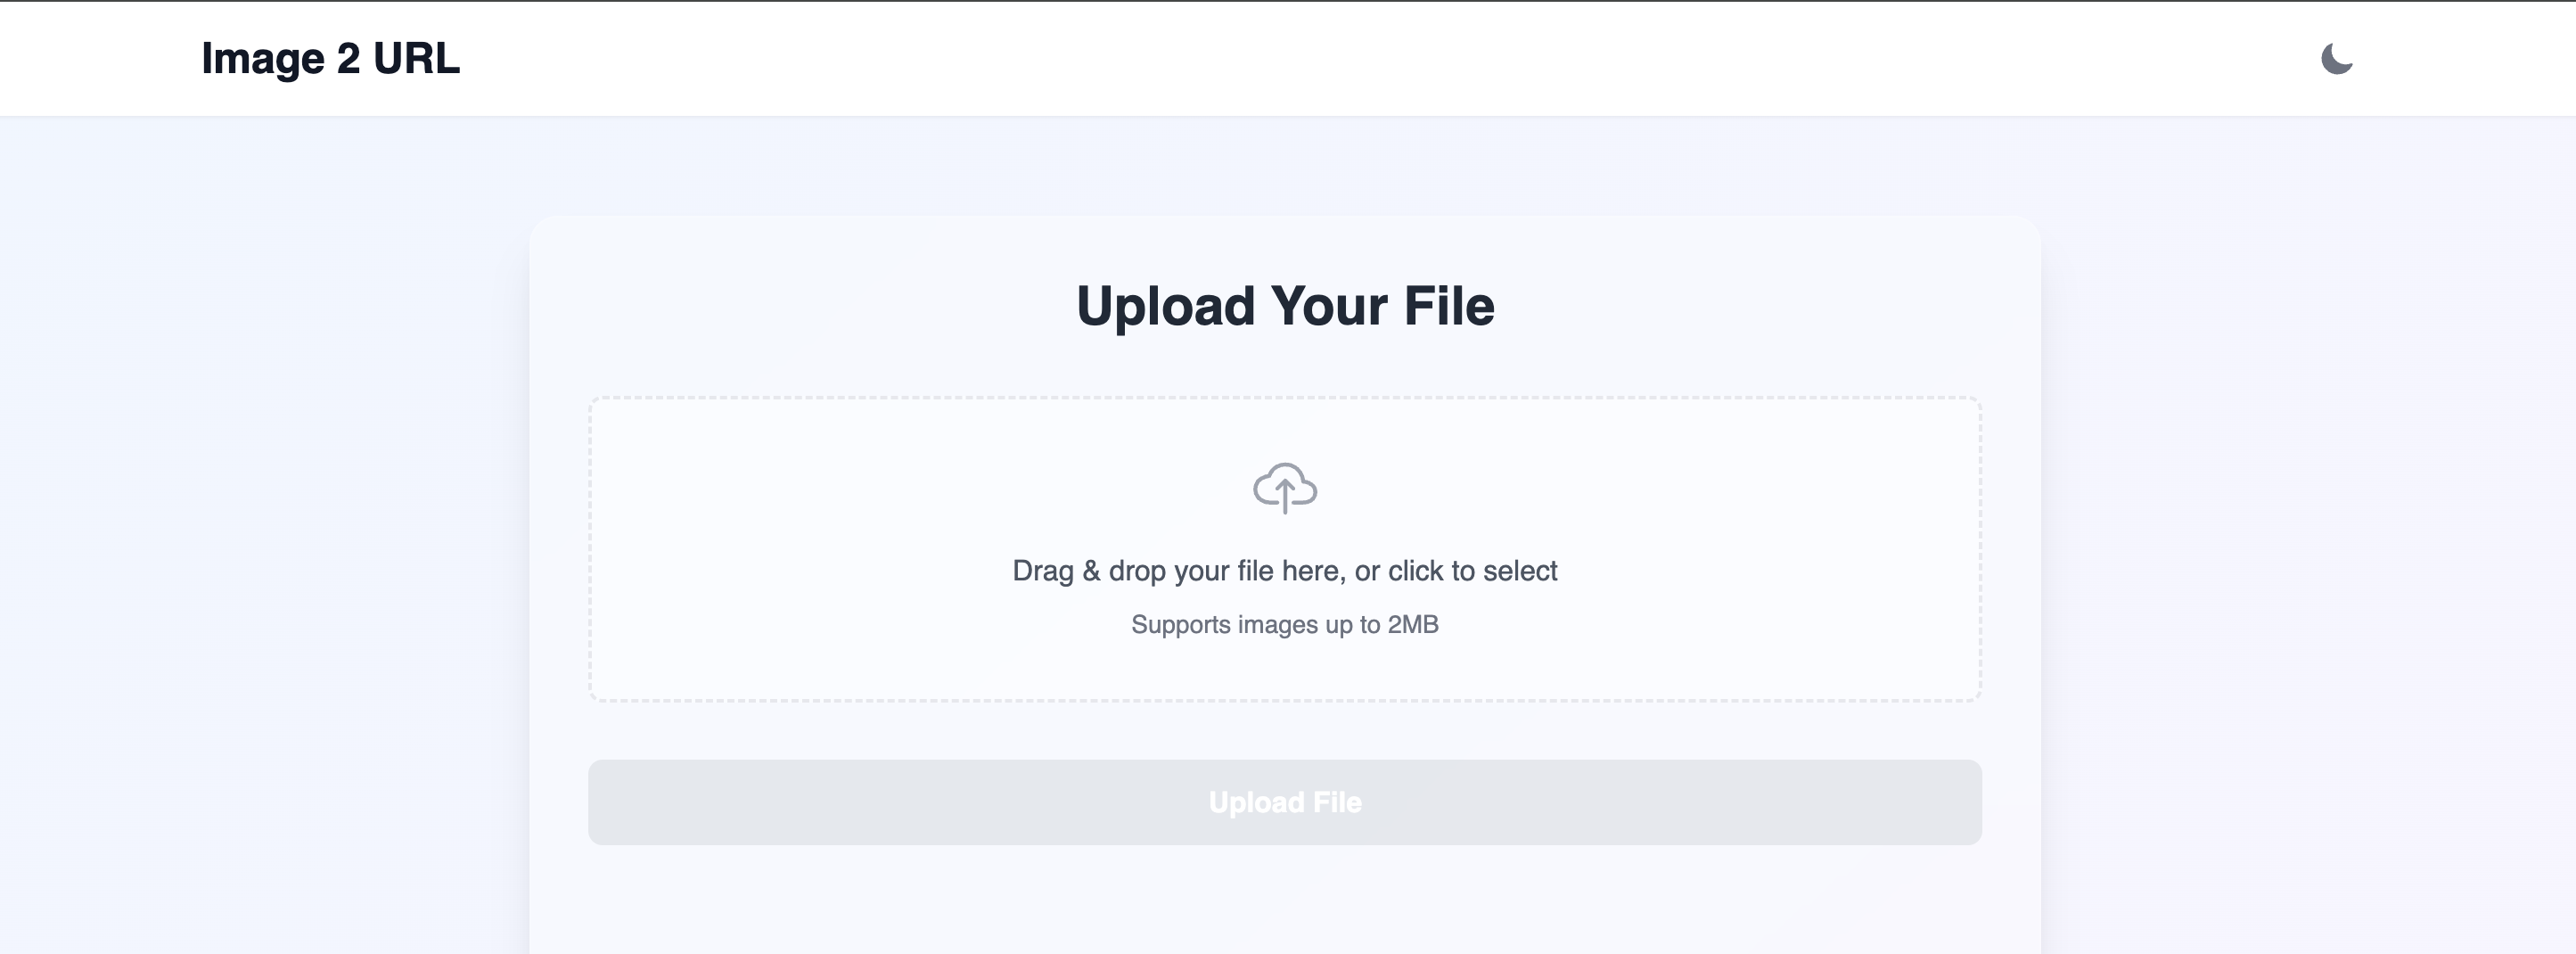 Image 2 URL
Upload Your File
Drag & drop your file here, or click to select
Supports images up to 2MB
Upload File